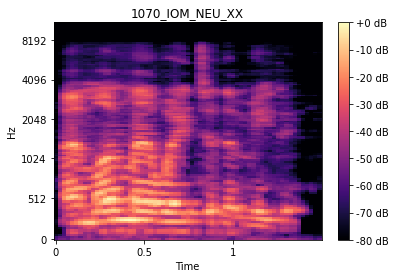 1070_IOM_NEU_XX
8192
4096
2048
1024
512
0
Hz
0
0.5
1
Time
+0 dB
-10 dB
-20 dB
-30 dB
-40 dB
-50 dB
-60 dB
-70 dB
-80 dB